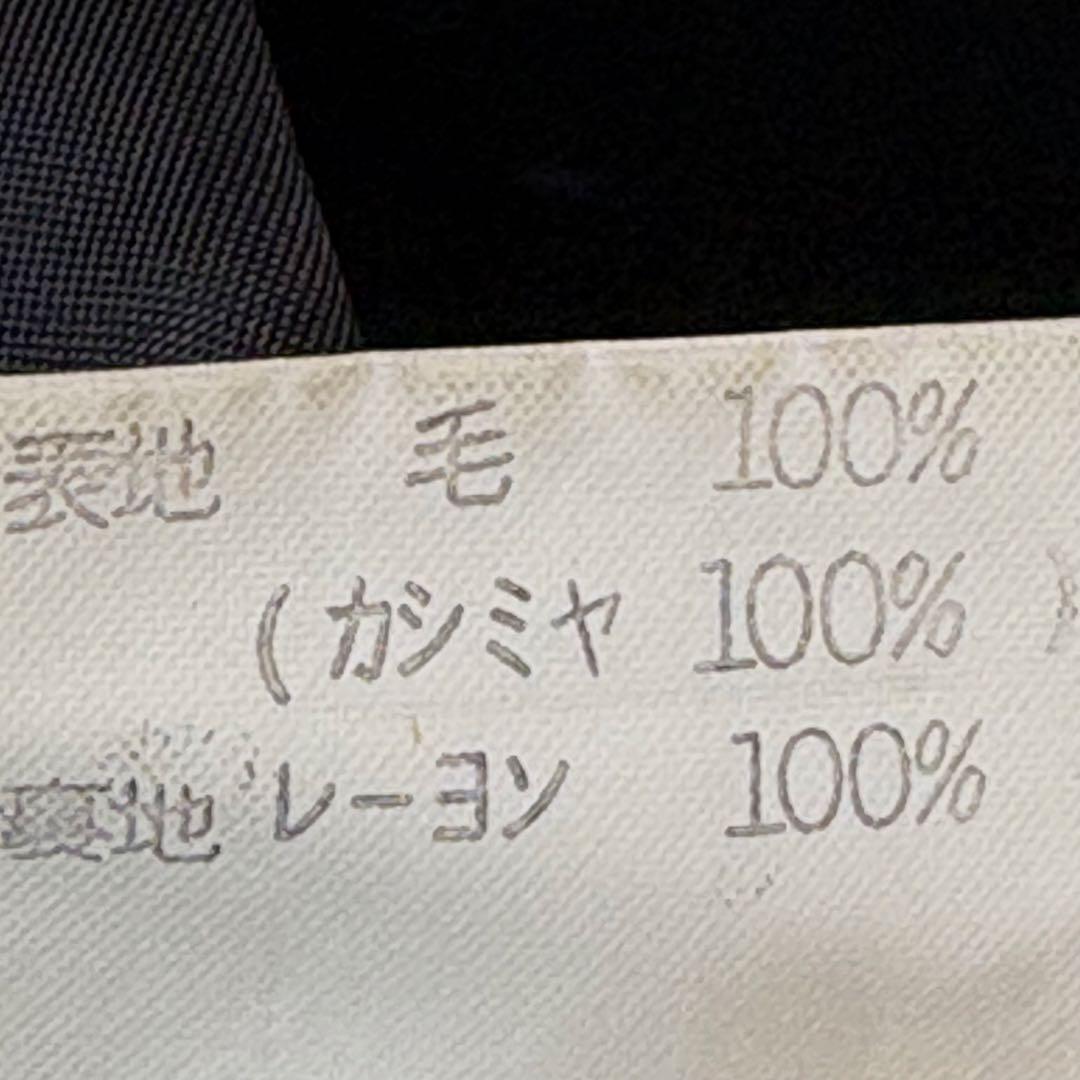 表地 毛 100%
(カシミヤ 100%)
裏地 レーヨン 100%